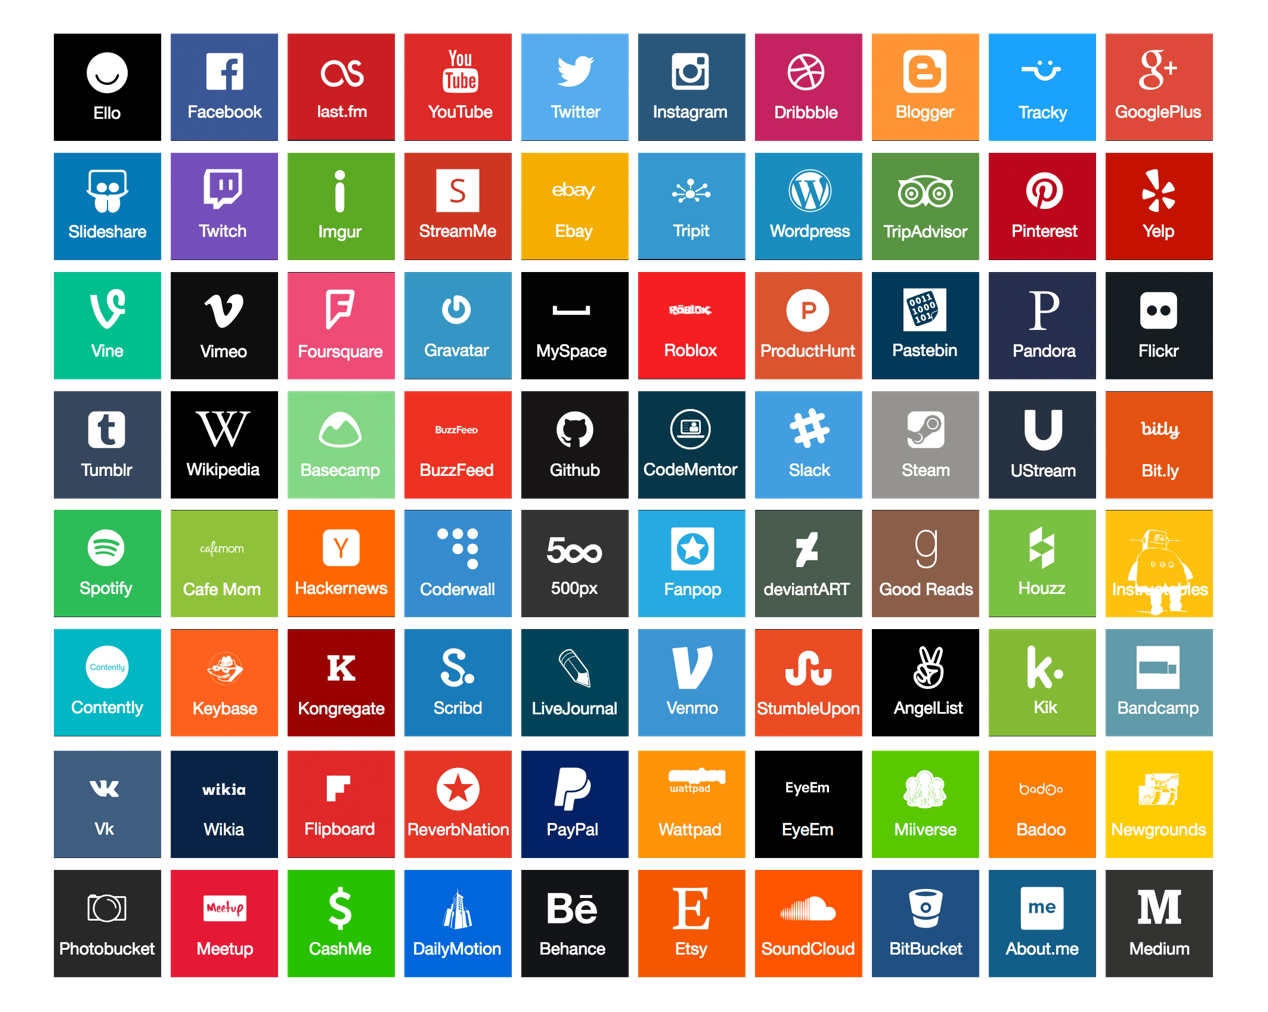 Ello
Facebook
last.fm
You
Tube
YouTube
Twitter
Instagram
Dribbble
Blogger
Tracky
g+
GooglePlus
Slideshare
Twitch
Imgur
S
StreamMe
ebay
Ebay
Tripit
W
Wordpress
TripAdvisor
Pinterest
Yelp
Vine
Vimeo
Foursquare
Gravatar
MySpace
ROBLOX
Roblox
P
ProductHunt
0011
1000
101
Pastebin
P
Pandora
Flickr
t
Tumblr
W
Wikipedia
Basecamp
BuzzFeed
BuzzFeed
Github
CodeMentor
Slack
Steam
U
UStream
bitly
Bit.ly
Spotify
cafemom
Cafe Mom
Y
Hackernews
Coderwall
500
500px
Fanpop
deviantART
g
Good Reads
Houzz
Instructables
Contently
Contently
Keybase
K
Kongregate
S.
Scribd
LiveJournal
V
Venmo
StumbleUpon
AngelList
k.
Kik
Bandcamp
Vk
wikia
Wikia
F
Flipboard
ReverbNation
PayPal
wattpad
Wattpad
EyeEm
EyeEm
Miiverse
badoo
Badoo
Newgrounds
Photobucket
Meetup
Meetup
$
CashMe
DailyMotion
Bē
Behance
E
Etsy
SoundCloud
BitBucket
me
About.me
M
Medium